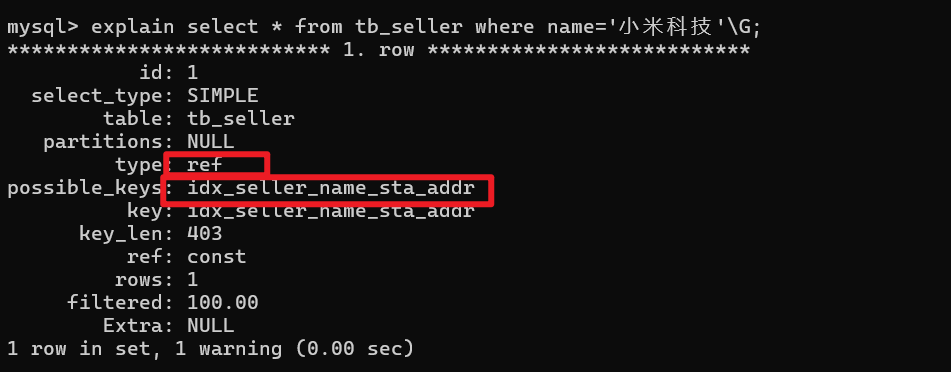 mysql> explain select * from tb_seller where name='小米科技'\G;
*************************** 1. row ***************************
id: 1
select_type: SIMPLE
table: tb_seller
partitions: NULL
type: ref
possible_keys: idx_seller_name_sta_addr
key: idx_seller_name_sta_addr
key_len: 403
ref: const
rows: 1
filtered: 100.00
Extra: NULL
1 row in set, 1 warning (0.00 sec)